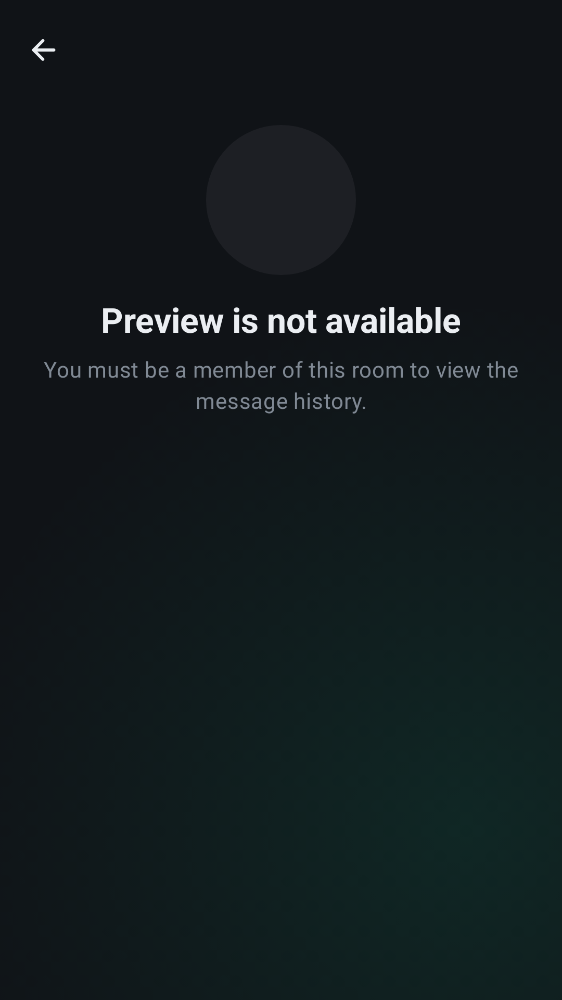 Preview is not available
You must be a member of this room to view the
message history.